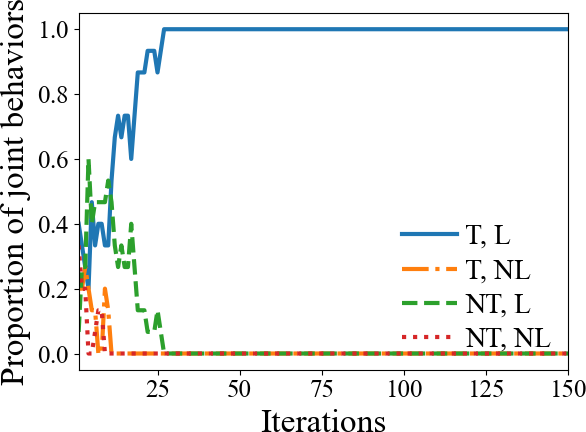 Proportion of joint behaviors
1.0
0.8
0.6
0.4
0.2
0.0
T, L
T, NL
NT, L
NT, NL
25 50 75 100 125 150
Iterations